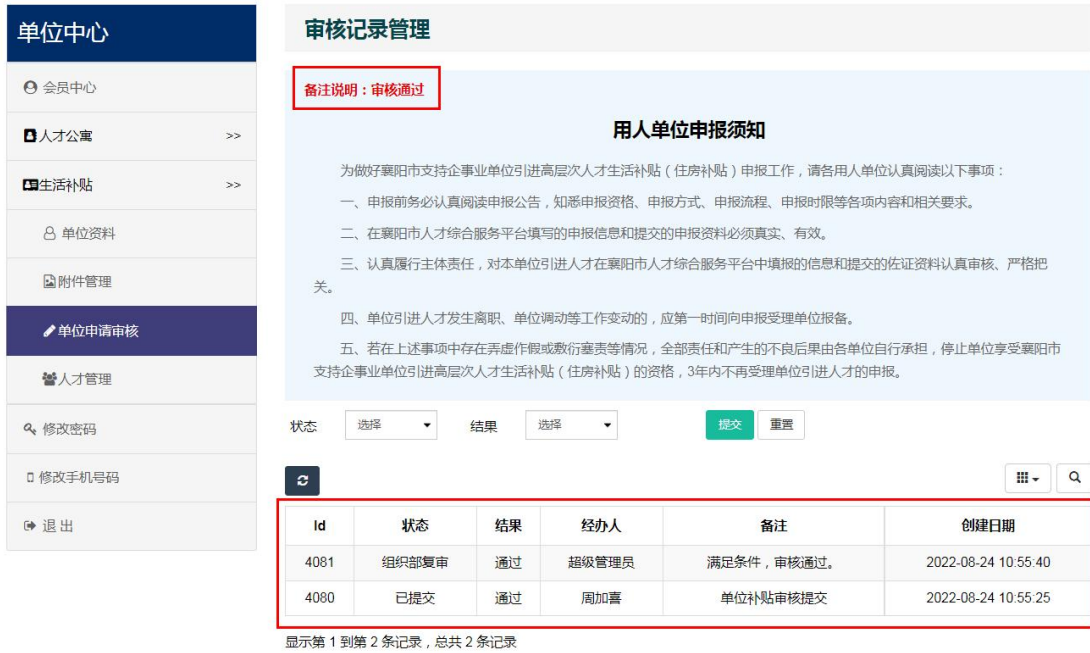 单位中心
会员中心
人才公寓 >>
生活补贴 >>
单位资料
附件管理
单位申请审核
人才管理
修改密码
修改手机号码
退出
审核记录管理
备注说明：审核通过
用人单位申报须知
为做好襄阳市支持企事业单位引进高层次人才生活补贴（住房补贴）申报工作，请各用人单位认真阅读以下事项：
一、申报前务必认真阅读申报公告，知悉申报资格、申报方式、申报流程、申报时限等各项内容和相关要求。
二、在襄阳市人才综合服务平台填写的申报信息和提交的申报资料必须真实、有效。
三、认真履行主体责任，对本单位引进人才在襄阳市人才综合服务平台中填报的信息和提交的佐证资料认真审核、严格把
关。
四、单位引进人才发生离职、单位调动等工作变动的，应第一时间向申报受理单位报备。
五、若在上述事项中存在弄虚作假或敷衍塞责等情况，全部责任和产生的不良后果由各单位自行承担，停止单位享受襄阳市
支持企事业单位引进高层次人才生活补贴（住房补贴）的资格，3年内不再受理单位引进人才的申报。
状态 选择 结果 选择 提交 重置
Id 状态 结果 经办人 备注 创建日期
4081 组织部复审 通过 超级管理员 满足条件，审核通过。 2022-08-24 10:55:40
4080 已提交 通过 周加喜 单位补贴审核提交 2022-08-24 10:55:25
显示第 1 到第 2 条记录，总共 2 条记录